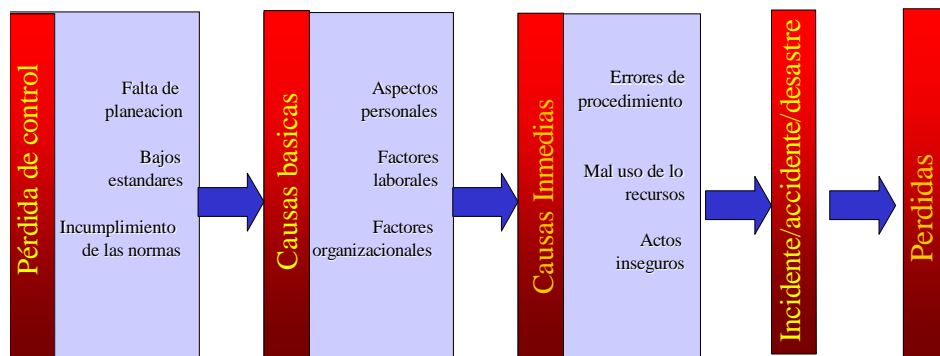 Pérdida de control
Falta de
planeacion
Bajos
estandares
Incumplimiento
de las normas
Causas basicas
Aspectos
personales
Factores
laborales
Factores
organizacionales
Causas Inmedias
Errores de
procedimiento
Mal uso de lo
recursos
Actos
inseguros
Incidente/accidente/desastre
Perdidas